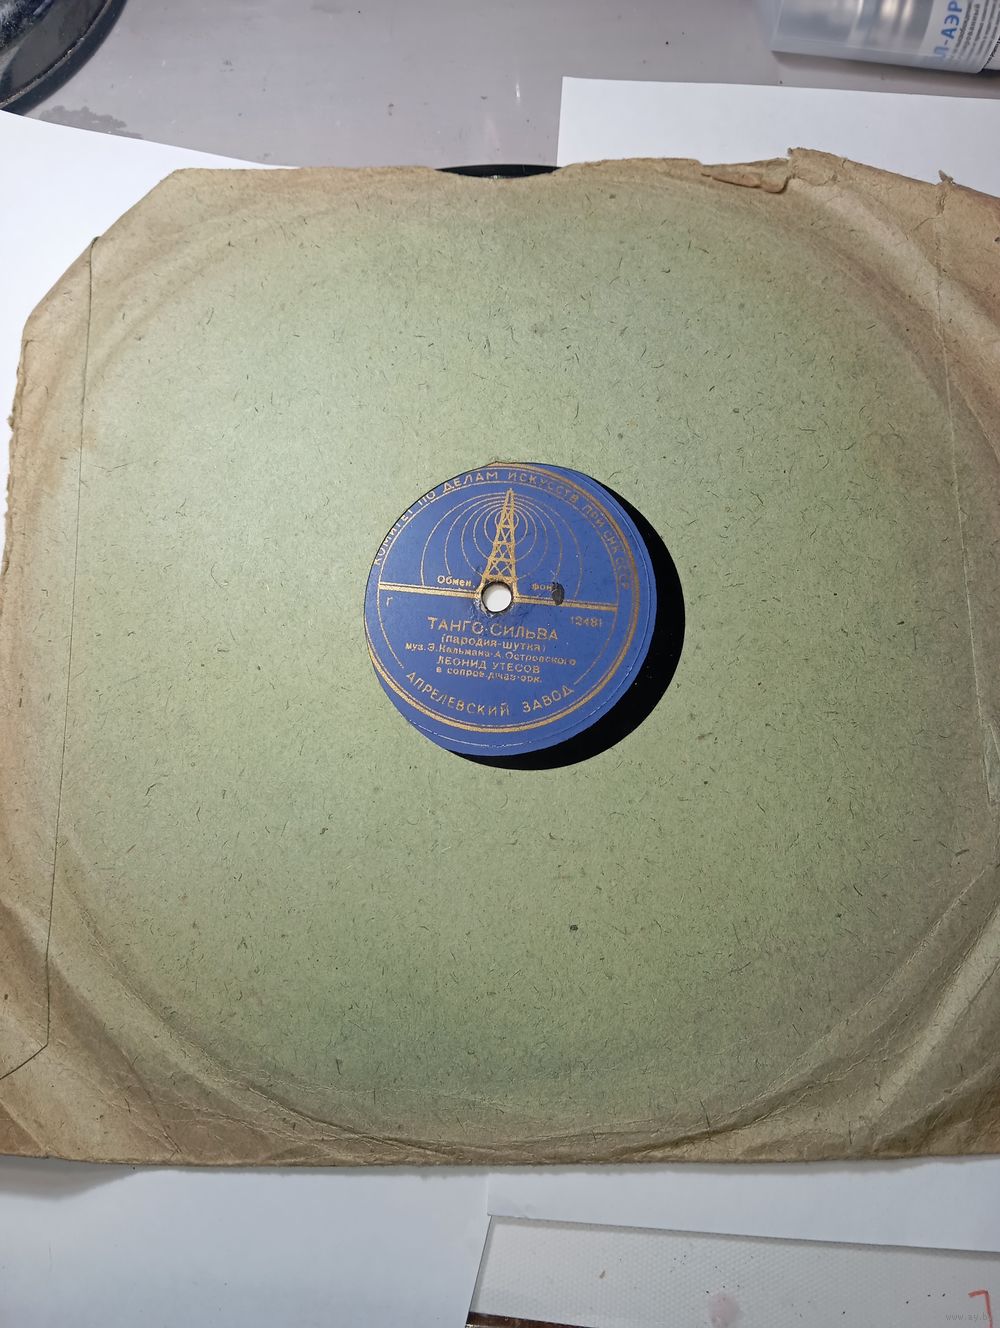 Л-АЭР
КОМИТЕТ ПО ДЕЛАМ ИСКУССТВ ПРИ СНК СССР
Обмен. фонд
Г 12481
ТАНГО-СИЛЬВА
(пародия-шутка)
муз. Э. Кальмана-А. Островского
ЛЕОНИД УТЕСОВ
в сопров. джаз-орк.
АПРЕЛЕВСКИЙ ЗАВОД